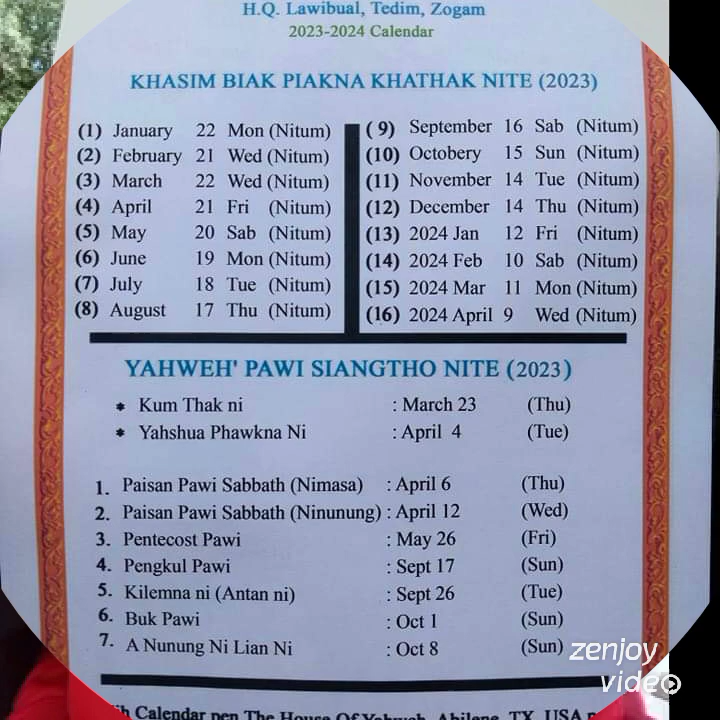 H.Q. Lawibual, Tedim, Zogam
2023-2024 Calendar
KHASIM BIAK PIAKNA KHATHAK NITE (2023)
(1) January 22 Mon (Nitum)
(2) February 21 Wed (Nitum)
(3) March 22 Wed (Nitum)
(4) April 21 Fri (Nitum)
(5) May 20 Sab (Nitum)
(6) June 19 Mon (Nitum)
(7) July 18 Tue (Nitum)
(8) August 17 Thu (Nitum)
( 9) September 16 Sab (Nitum)
(10) Octobery 15 Sun (Nitum)
(11) November 14 Tue (Nitum)
(12) December 14 Thu (Nitum)
(13) 2024 Jan 12 Fri (Nitum)
(14) 2024 Feb 10 Sab (Nitum)
(15) 2024 Mar 11 Mon (Nitum)
(16) 2024 April 9 Wed (Nitum)
YAHWEH' PAWI SIANGTHO NITE (2023)
* Kum Thak ni : March 23 (Thu)
* Yahshua Phawkna Ni : April 4 (Tue)
1. Paisan Pawi Sabbath (Nimasa) : April 6 (Thu)
2. Paisan Pawi Sabbath (Ninunung) : April 12 (Wed)
3. Pentecost Pawi : May 26 (Fri)
4. Pengkul Pawi : Sept 17 (Sun)
5. Kilemna ni (Antan ni) : Sept 26 (Tue)
6. Buk Pawi : Oct 1 (Sun)
7. A Nunung Ni Lian Ni : Oct 8 (Sun)
Calendar pen The House Of Yahweh, Abilene, TX, USA
zenjoy
video